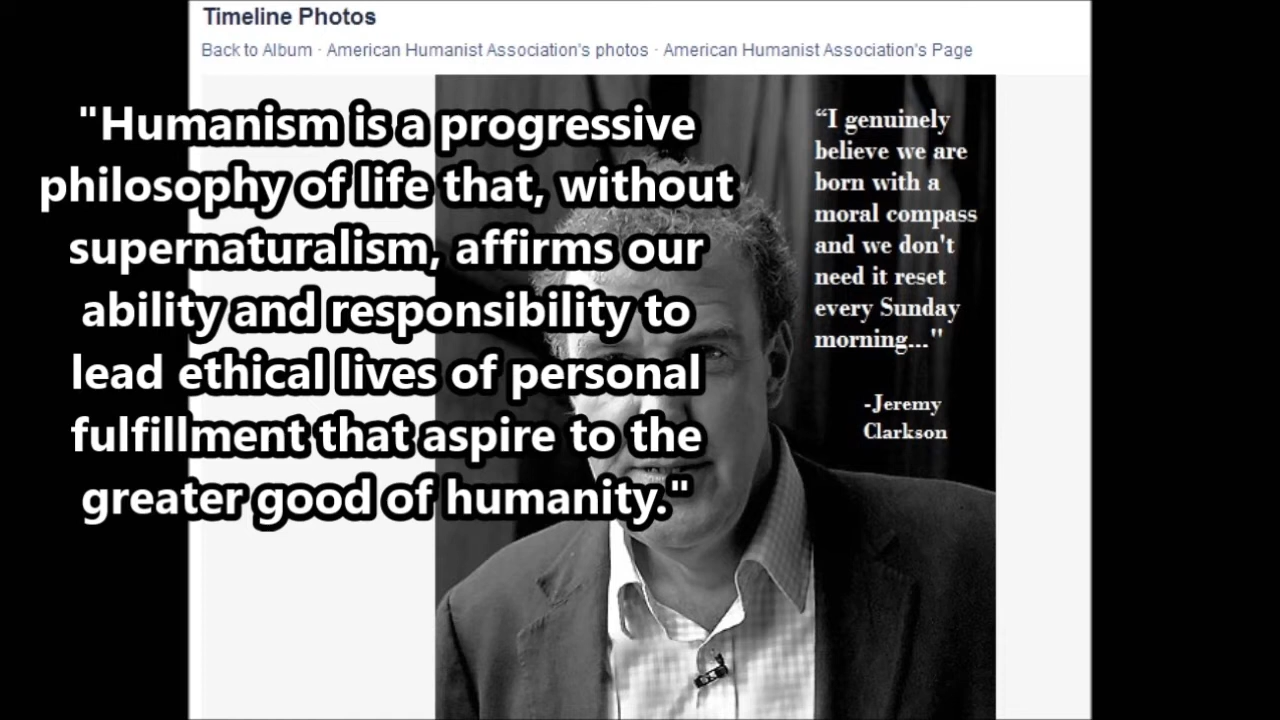 Timeline Photos
Back to Album · American Humanist Association's photos · American Humanist Association's Page
"Humanism is a progressive
philosophy of life that, without
supernaturalism, affirms our
ability and responsibility to
lead ethical lives of personal
fulfillment that aspire to the
greater good of humanity."
“I genuinely
believe we are
born with a
moral compass
and we don't
need it reset
every Sunday
morning..."
-Jeremy
Clarkson